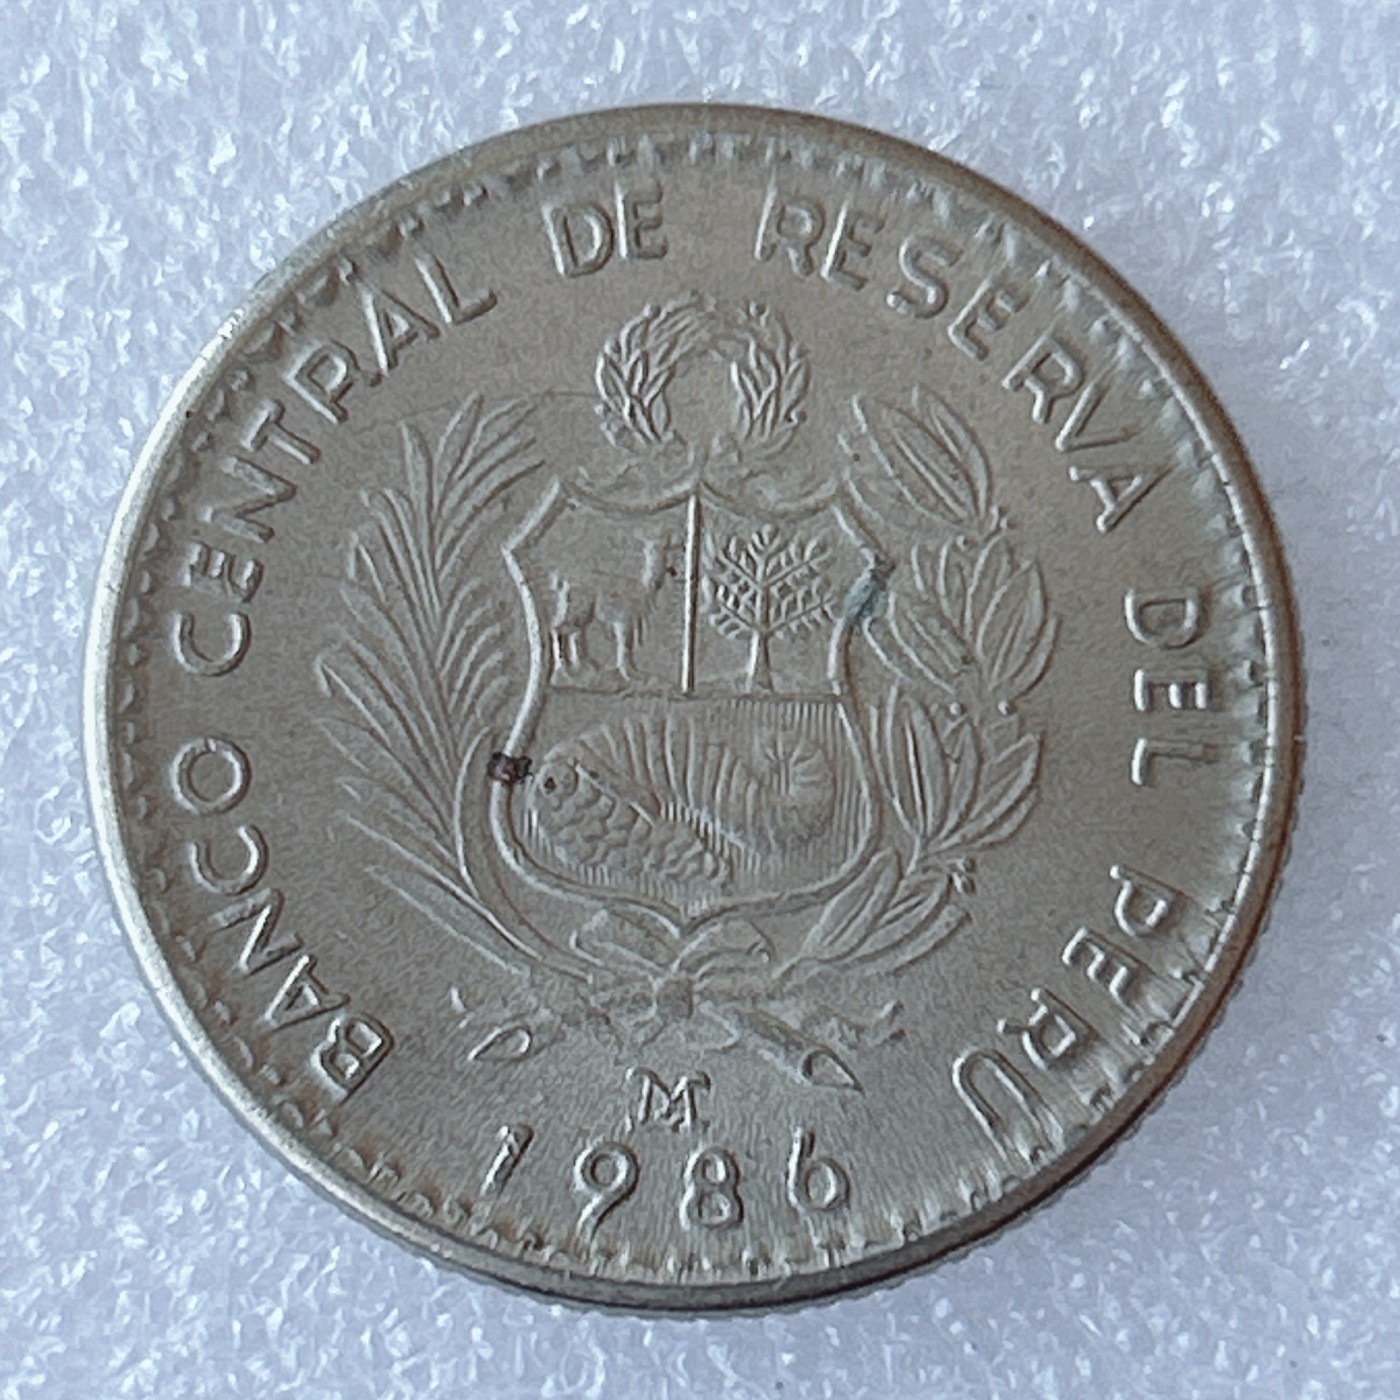 BANCO CENTRAL DE RESERVA DEL PERU
M
1986